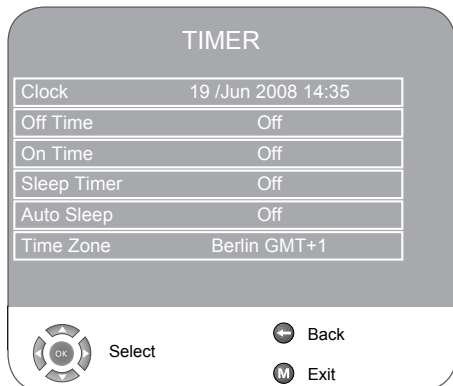 TIMER
Clock 19 /Jun 2008 14:35
Off Time Off
On Time Off
Sleep Timer Off
Auto Sleep Off
Time Zone Berlin GMT+1
OK Select
Back
M Exit